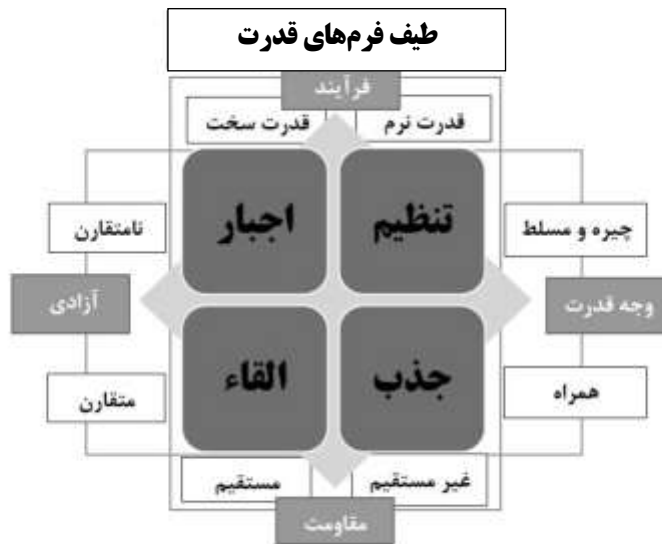 طیف فرم‌های قدرت
فرآیند
قدرت نرم
قدرت سخت
تنظیم
اجبار
چیره و مسلط
نامتقارن
وجه قدرت
آزادی
جذب
القاء
همراه
متقارن
غیر مستقیم
مستقیم
مقاومت